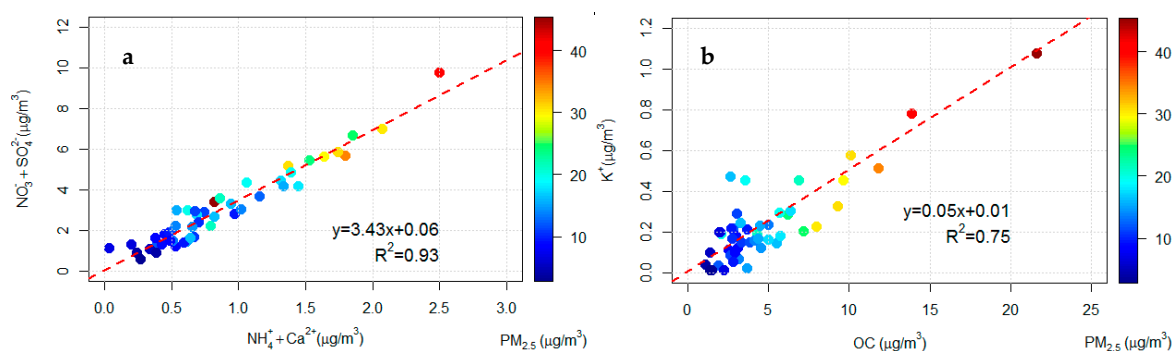 a
NO₃⁻+SO₄²⁻(μg/m³)
12
10
8
6
4
2
0
y=3.43x+0.06
R²=0.93
0.0 0.5 1.0 1.5 2.0 2.5 3.0
NH₄⁺+Ca²⁺(μg/m³)
40
30
20
10
PM₂.₅ (μg/m³)
b
K⁺(μg/m³)
1.2
1.0
0.8
0.6
0.4
0.2
0.0
y=0.05x+0.01
R²=0.75
0 5 10 15 20 25
OC (μg/m³)
40
30
20
10
PM₂.₅ (μg/m³)